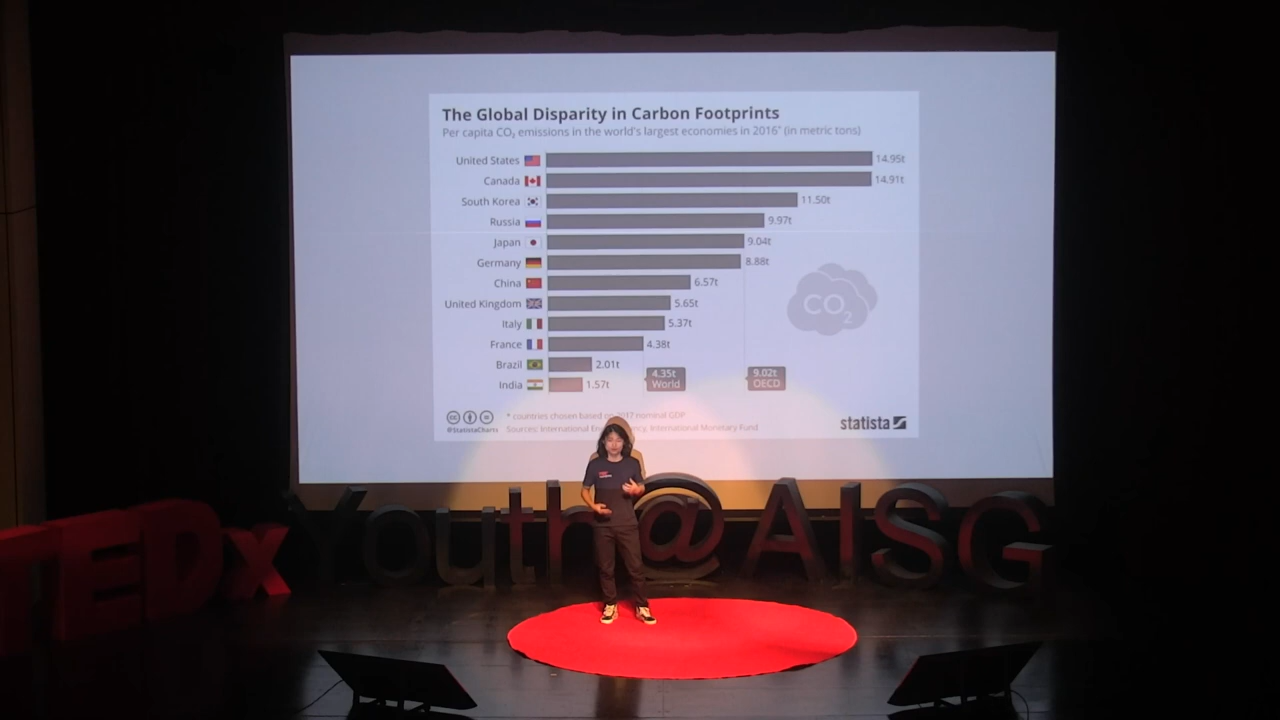 The Global Disparity in Carbon Footprints
Per capita CO₂ emissions in the world's largest economies in 2016* (in metric tons)
United States 14.95t
Canada 14.91t
South Korea 11.50t
Russia 9.97t
Japan 9.04t
Germany 8.88t
China 6.57t
United Kingdom 5.65t
Italy 5.37t
France 4.38t
Brazil 2.01t
India 1.57t
4.35t
World
9.02t
OECD
CO₂
* countries chosen based on 2017 nominal GDP
@StatistaCharts Sources: International Energy Agency, International Monetary Fund
statista
TEDxYouth@AISG